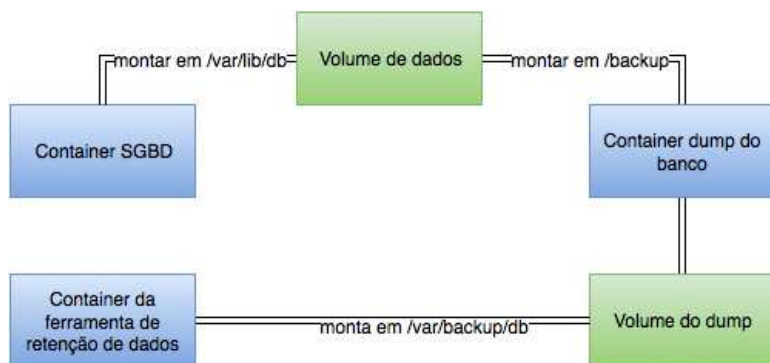 Volume de dados
montar em /var/lib/db
montar em /backup
Container SGBD
Container dump do
banco
Container da
ferramenta de
retenção de dados
monta em /var/backup/db
Volume do dump